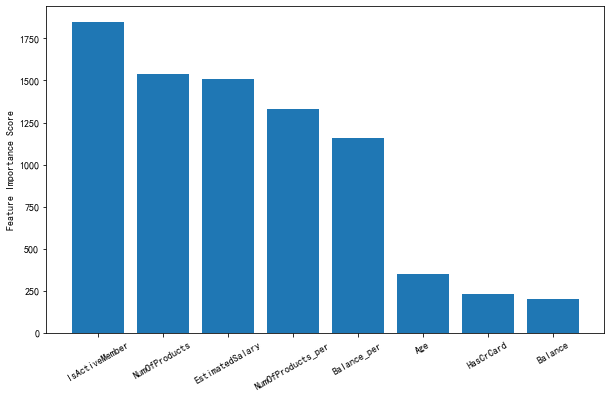 Feature Importance Score
1750
1500
1250
1000
750
500
250
0
IsActiveMember
NumOfProducts
EstimatedSalary
NumOfProducts_per
Balance_per
Age
HasCrCard
Balance